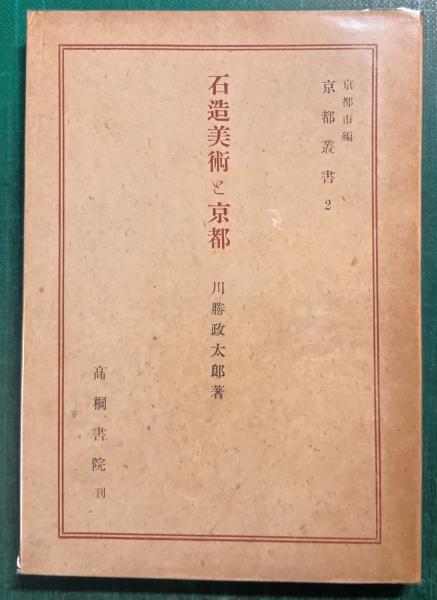 京都市編
京都叢書 2
石造美術と京都
川勝政太郎著
高桐書院 刊